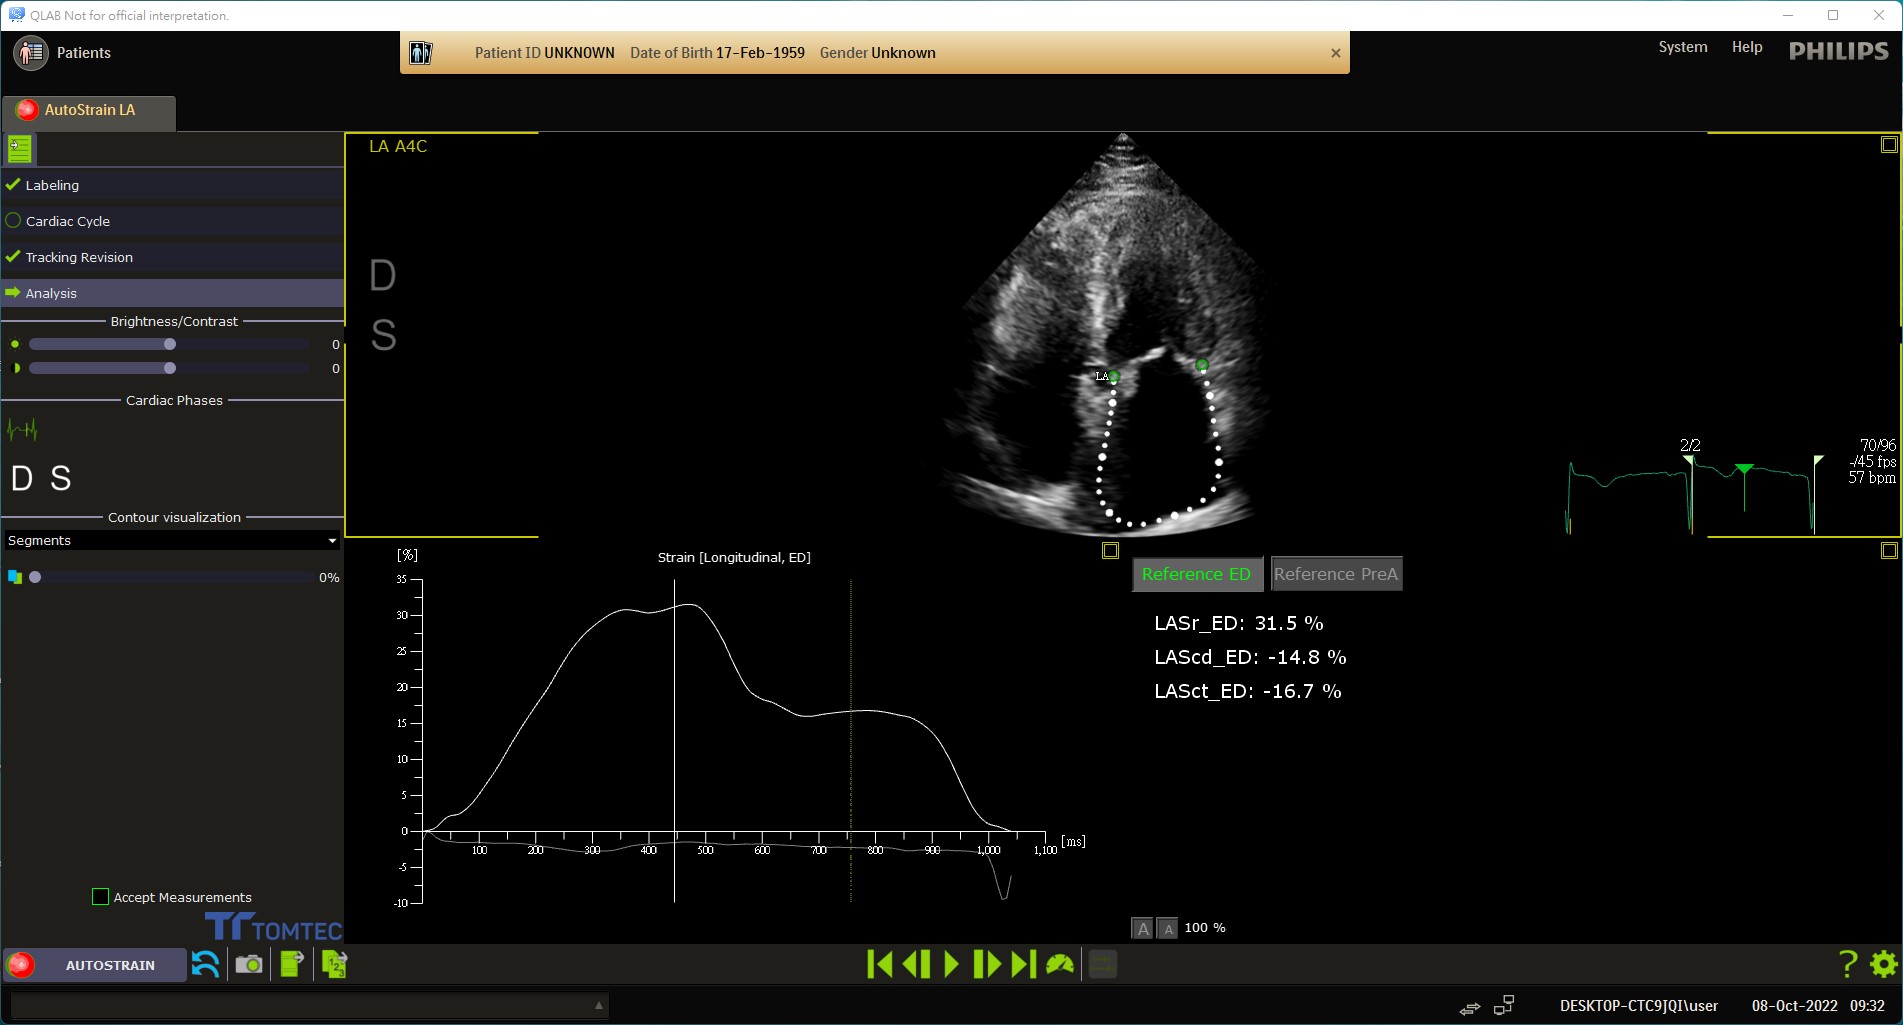 QLAB Not for official interpretation.
Patients
Patient ID UNKNOWN Date of Birth 17-Feb-1959 Gender Unknown
System Help PHILIPS
AutoStrain LA
LA A4C
Labeling
Cardiac Cycle
Tracking Revision
Analysis
Brightness/Contrast
0
0
Cardiac Phases
D S
Contour visualization
Segments
0%
Accept Measurements
TOMTEC
D
S
LA
2/2
70/96
-/45 fps
57 bpm
[%]
Strain [Longitudinal, ED]
35
30
25
20
15
10
5
0
-5
-10
100 200 300 400 500 600 700 800 900 1,000 1,100 [ms]
Reference ED Reference PreA
LASr_ED: 31.5 %
LAScd_ED: -14.8 %
LASct_ED: -16.7 %
A A 100 %
AUTOSTRAIN
DESKTOP-CTC9JQI\user 08-Oct-2022 09:32